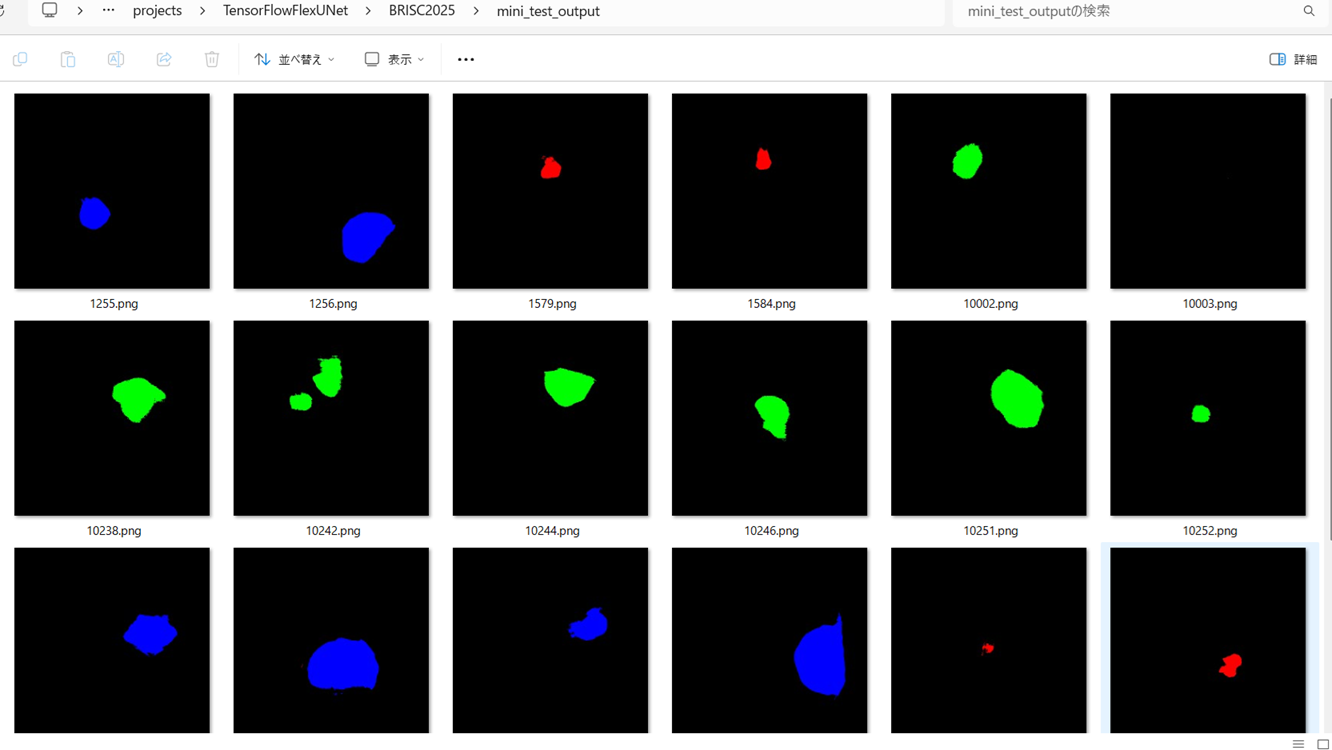 projects > TensorFlowFlexUNet > BRISC2025 > mini_test_output
mini_test_outputの検索
並べ替え 表示 詳細
1255.png 1256.png 1579.png 1584.png 10002.png 10003.png
10238.png 10242.png 10244.png 10246.png 10251.png 10252.png